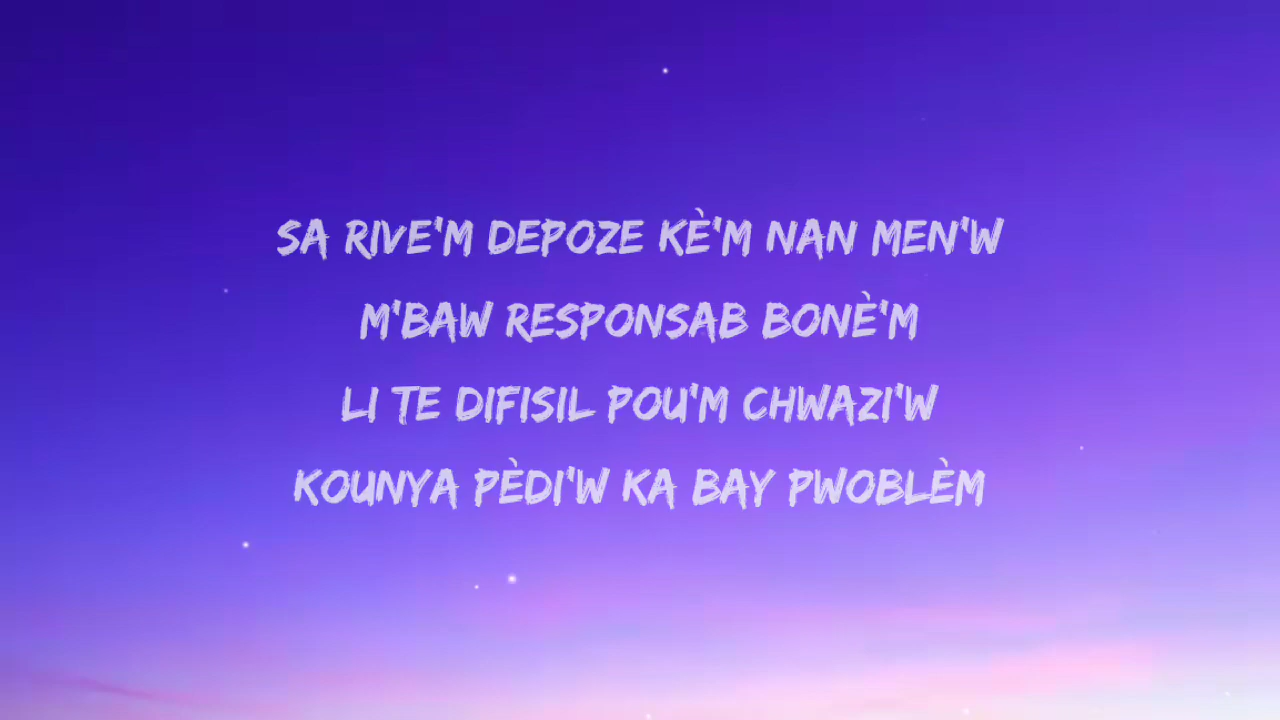 SA RIVE'M DEPOZE KÈ'M NAN MEN'W
M'BAW RESPONSAB BONÈ'M
LI TE DIFISIL POU'M CHWAZI'W
KOUNYA PÈDI'W KA BAY PWOBLÈM